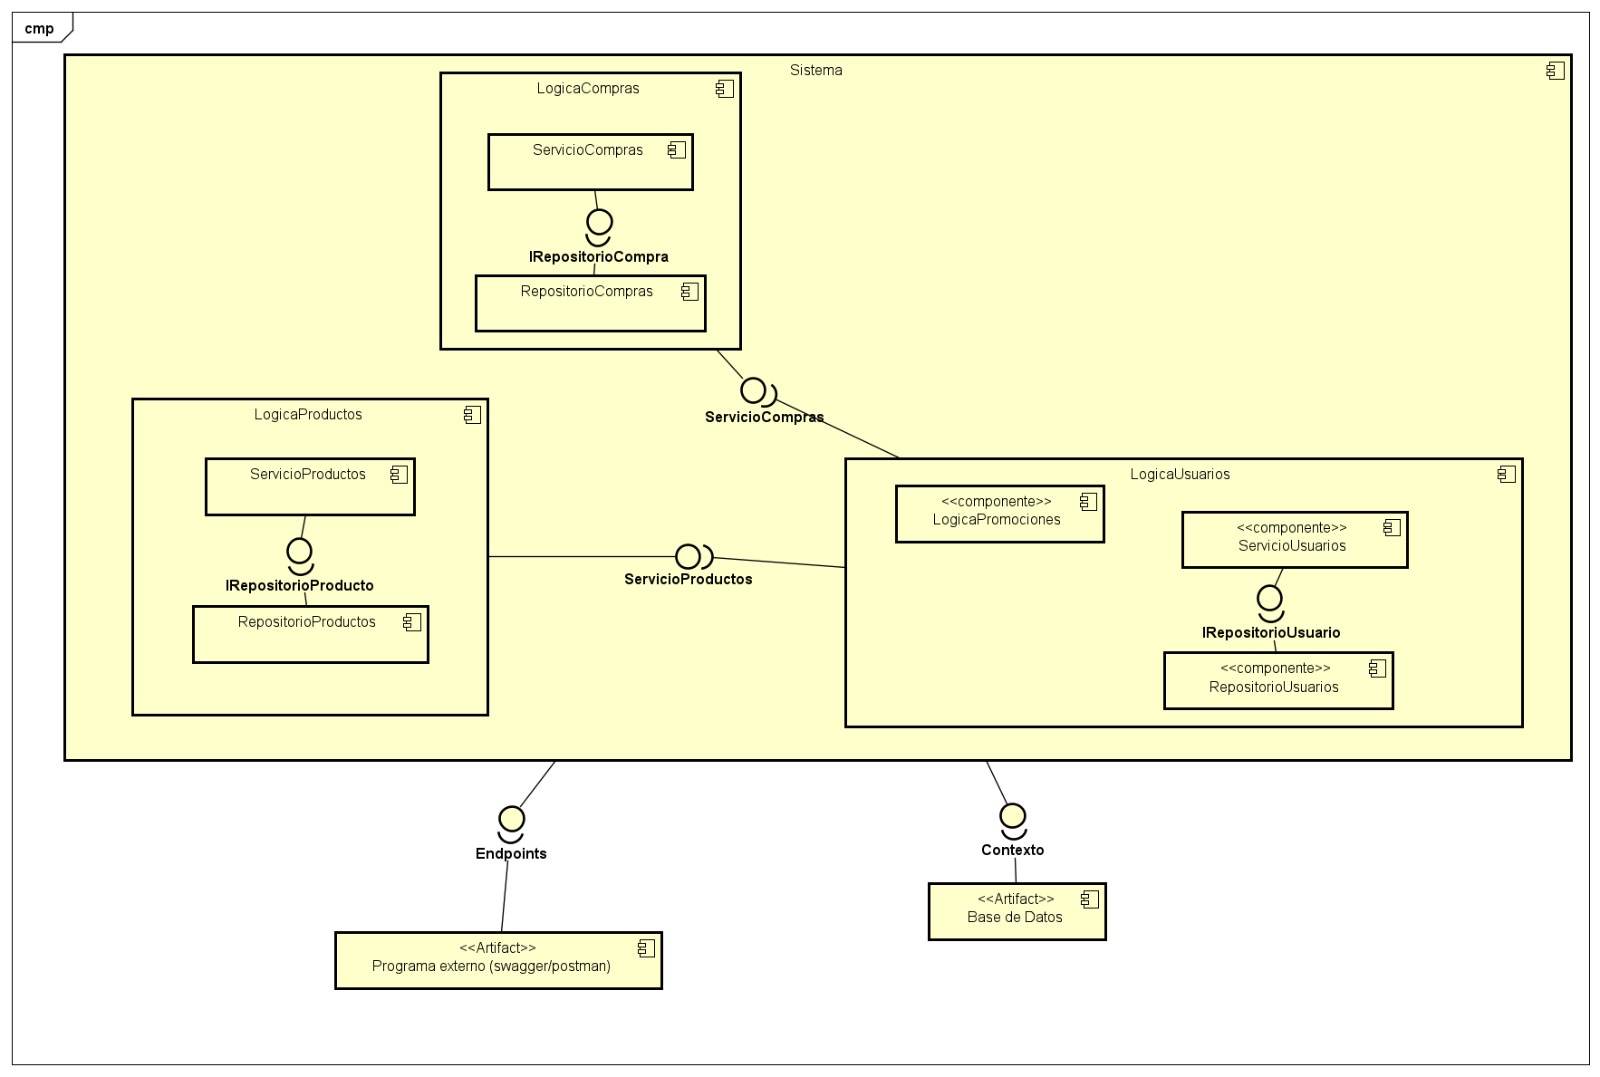 cmp
Sistema
LogicaCompras
ServicioCompras
IRepositorioCompra
RepositorioCompras
ServicioCompras
LogicaProductos
ServicioProductos
IRepositorioProducto
RepositorioProductos
ServicioProductos
LogicaUsuarios
<<componente>>
LogicaPromociones
<<componente>>
ServicioUsuarios
IRepositorioUsuario
<<componente>>
RepositorioUsuarios
Endpoints
Contexto
<<Artifact>>
Base de Datos
<<Artifact>>
Programa externo (swagger/postman)